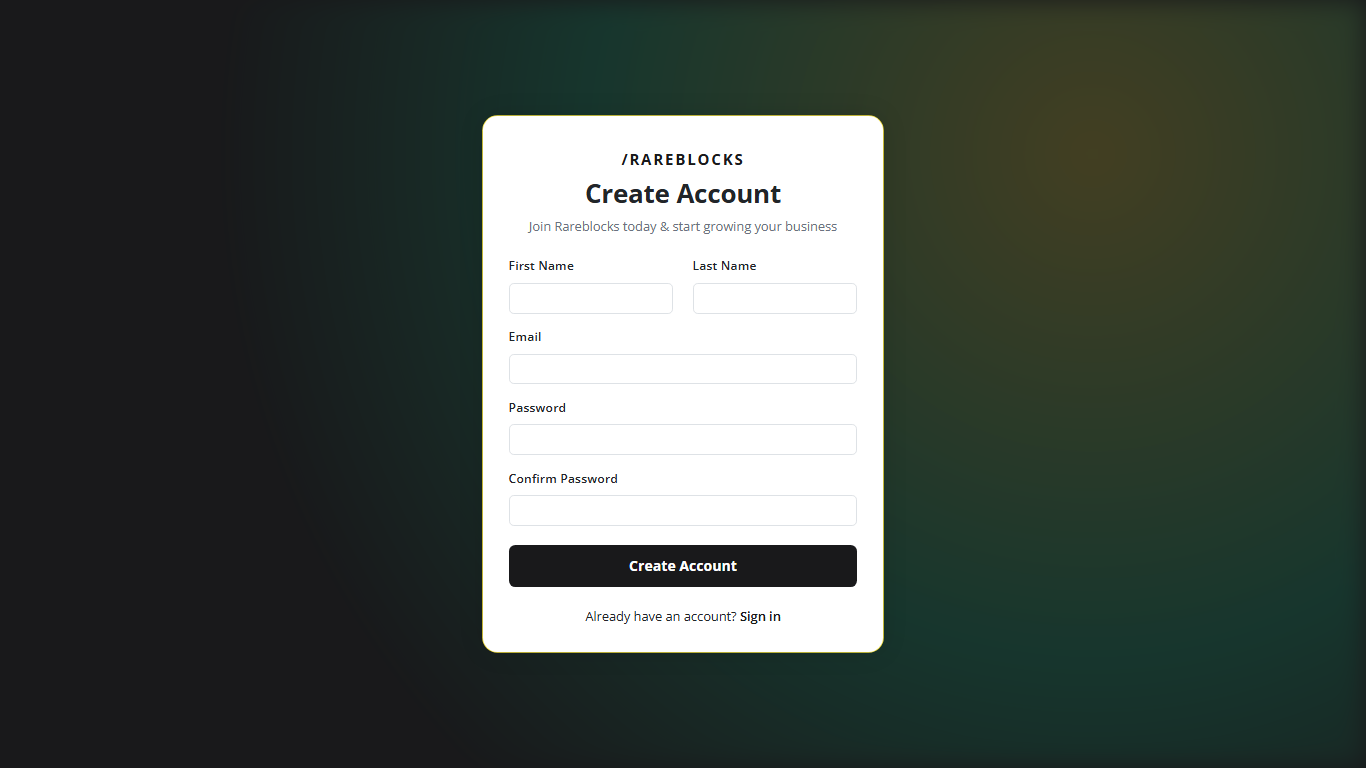 /RAREBLOCKS
Create Account
Join Rareblocks today & start growing your business
First Name Last Name
Email
Password
Confirm Password
Create Account
Already have an account? Sign in